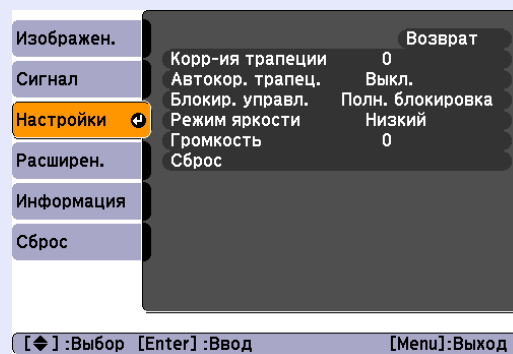 Изображен.
Сигнал
Настройки
Расширен.
Информация
Сброс
Возврат
Корр-ия трапеции 0
Автокор. трапец. Выкл.
Блокир. управл. Полн. блокировка
Режим яркости Низкий
Громкость 0
Сброс
[◆] :Выбор [Enter] :Ввод [Menu]:Выход